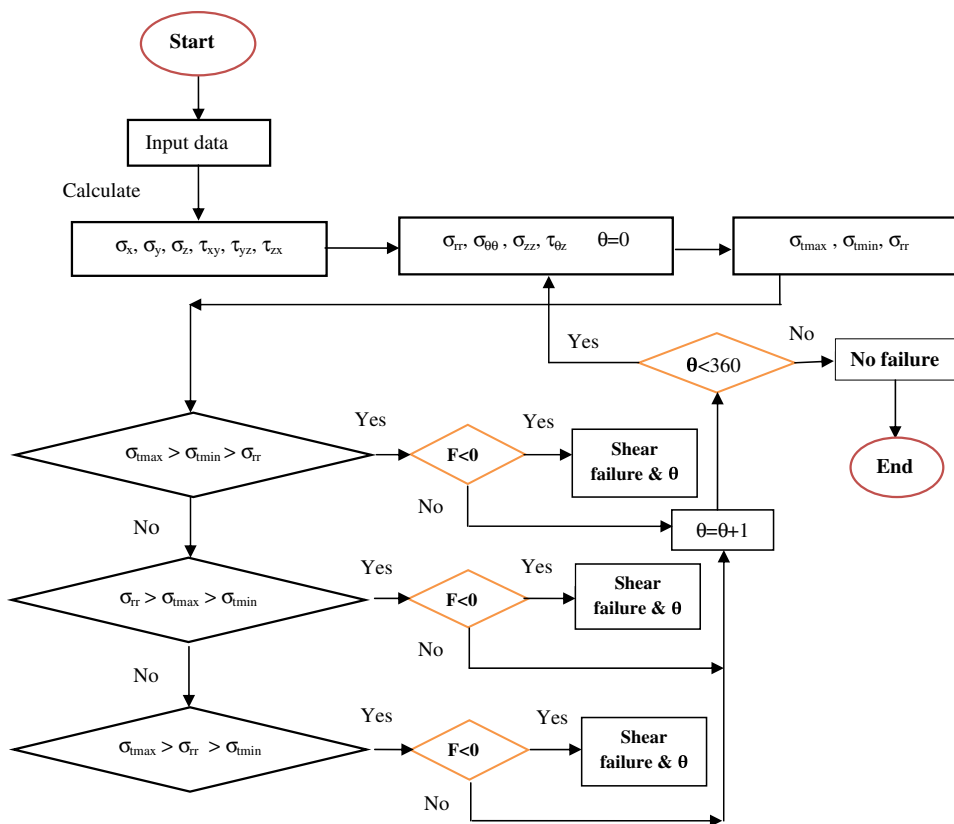 Start
Input data
Calculate
σx, σy, σz, τxy, τyz, τzx
σrr, σθθ , σzz, τθz θ=0
σtmax , σtmin, σrr
Yes
θ<360
No
No failure
End
σtmax > σtmin > σrr
Yes
F<0
Yes
Shear
failure & θ
No
θ=θ+1
No
σrr > σtmax > σtmin
Yes
F<0
Yes
Shear
failure & θ
No
No
σtmax > σrr > σtmin
Yes
F<0
Yes
Shear
failure & θ
No